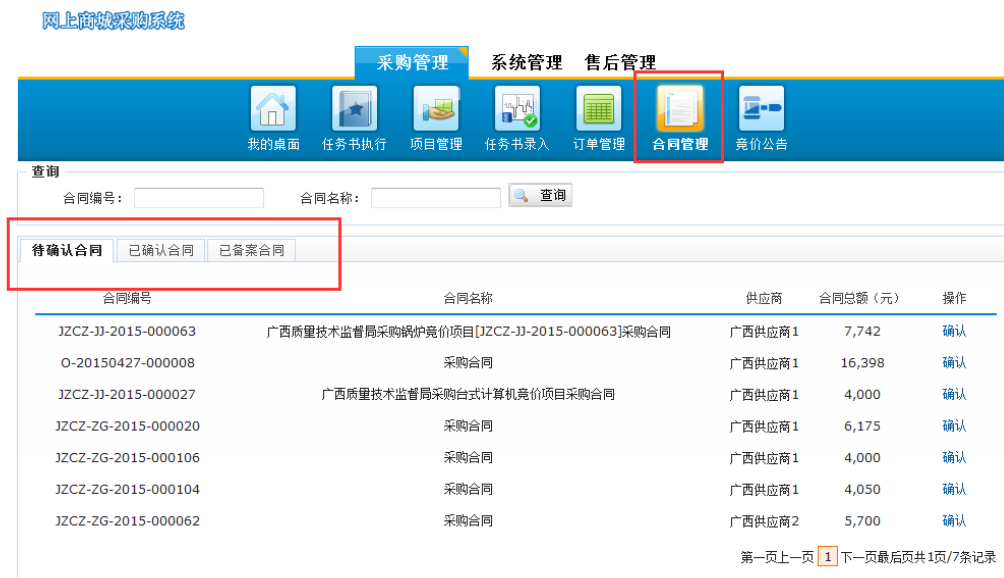 网上商城采购系统
采购管理 系统管理 售后管理
我的桌面 任务书执行 项目管理 任务书录入 订单管理 合同管理 竞价公告
查询
合同编号： 合同名称： 查询
待确认合同 已确认合同 已备案合同
合同编号 合同名称 供应商 合同总额（元） 操作
JZCZ-JJ-2015-000063 广西质量技术监督局采购锅炉竞价项目[JZCZ-JJ-2015-000063]采购合同 广西供应商1 7,742 确认
O-20150427-000008 采购合同 广西供应商1 16,398 确认
JZCZ-JJ-2015-000027 广西质量技术监督局采购台式计算机竞价项目采购合同 广西供应商1 4,000 确认
JZCZ-ZG-2015-000020 采购合同 广西供应商1 6,175 确认
JZCZ-ZG-2015-000106 采购合同 广西供应商1 4,000 确认
JZCZ-ZG-2015-000104 采购合同 广西供应商1 4,050 确认
JZCZ-ZG-2015-000062 采购合同 广西供应商2 5,700 确认
第一页上一页 1 下一页最后页共1页/7条记录